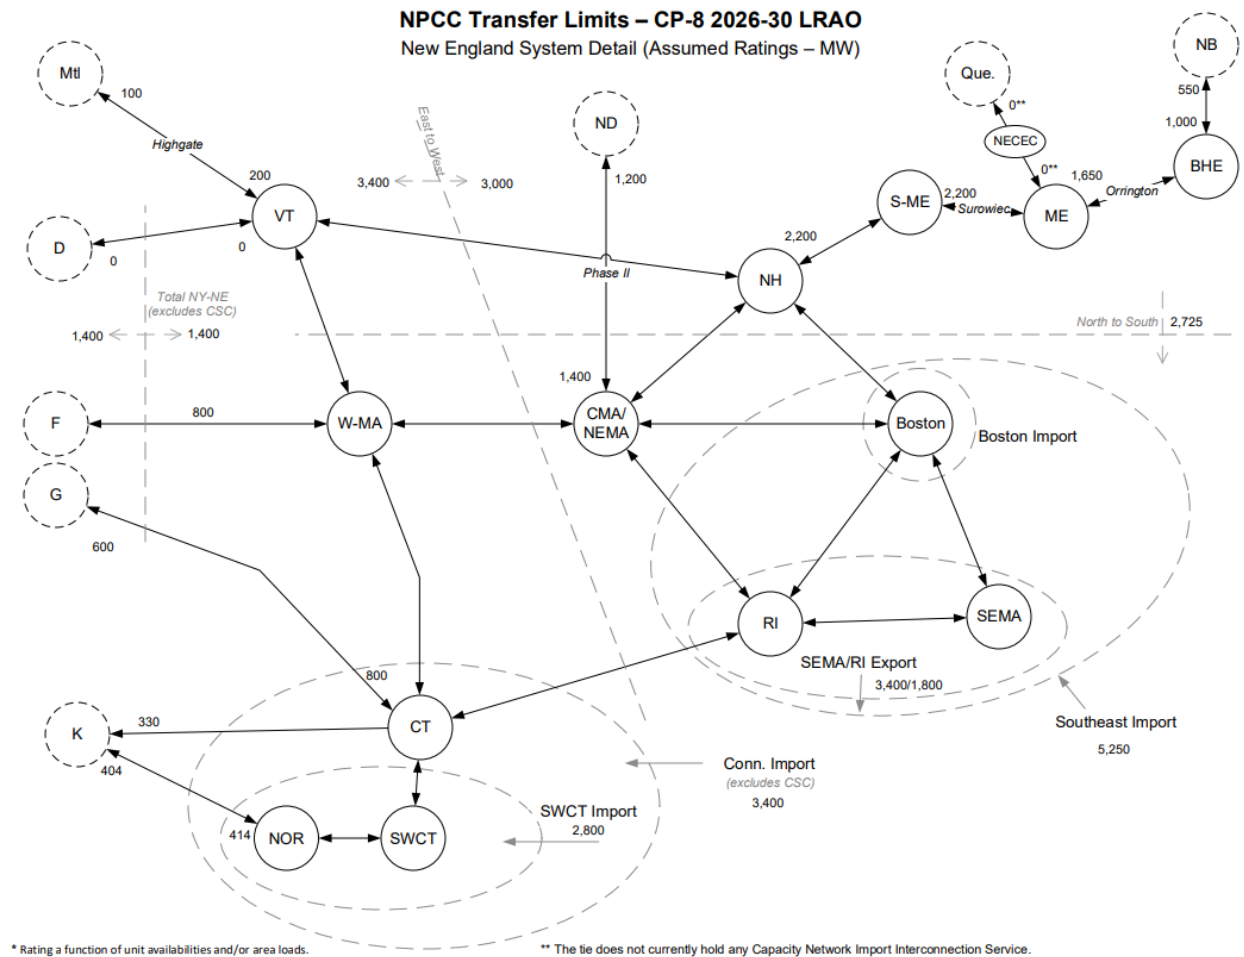 NPCC Transfer Limits – CP-8 2026-30 LRAO
New England System Detail (Assumed Ratings – MW)
Mtl
100
Highgate
200
VT
D
0
0
Total NY-NE
(excludes CSC)
1,400
1,400
East to West
3,400
3,000
ND
1,200
Phase II
1,400
Que.
0**
NECEC
0**
NB
550
1,000
BHE
1,650
Orrington
ME
2,200
Surowiec
S-ME
2,200
NH
North to South
2,725
F
800
W-MA
CMA/
NEMA
Boston
Boston Import
G
600
RI
SEMA
SEMA/RI Export
3,400/1,800
Southeast Import
5,250
800
CT
K
330
404
Conn. Import
(excludes CSC)
3,400
SWCT Import
2,800
414
NOR
SWCT
* Rating a function of unit availabilities and/or area loads.
** The tie does not currently hold any Capacity Network Import Interconnection Service.